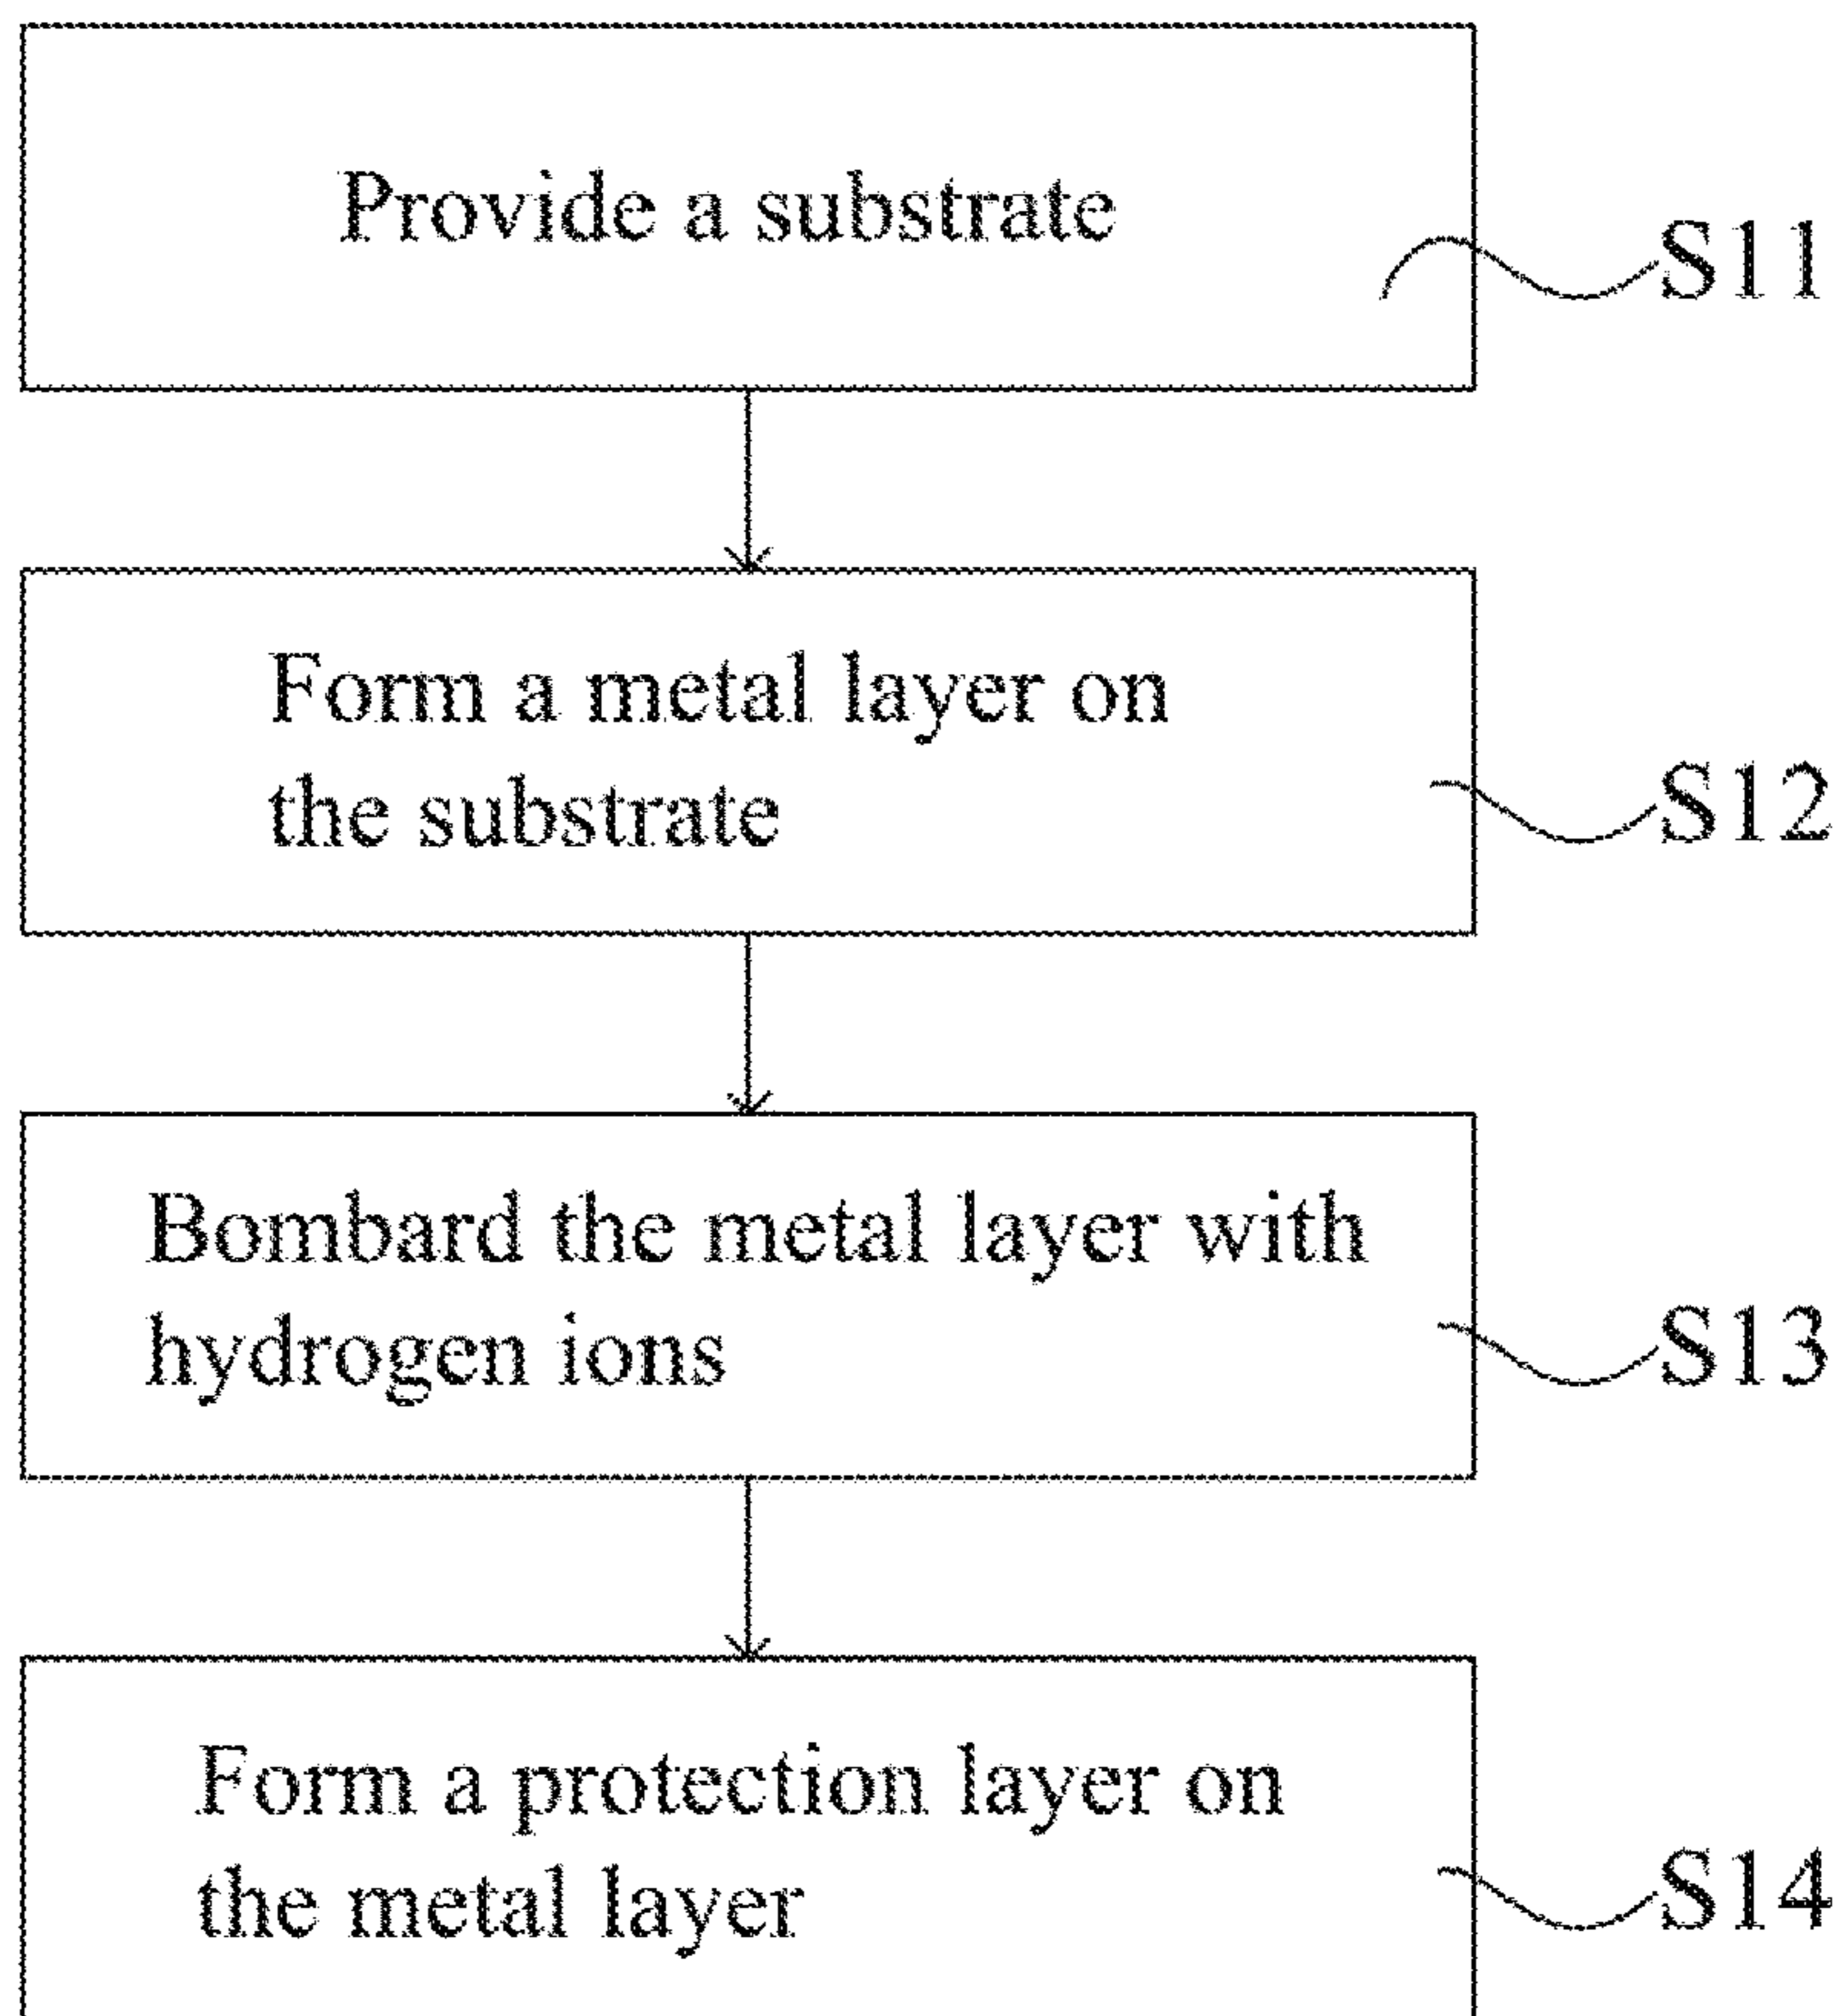 Provide a substrate
S11
Form a metal layer on
the substrate
S12
Bombard the metal layer with
hydrogen ions
S13
Form a protection layer on
the metal layer
S14